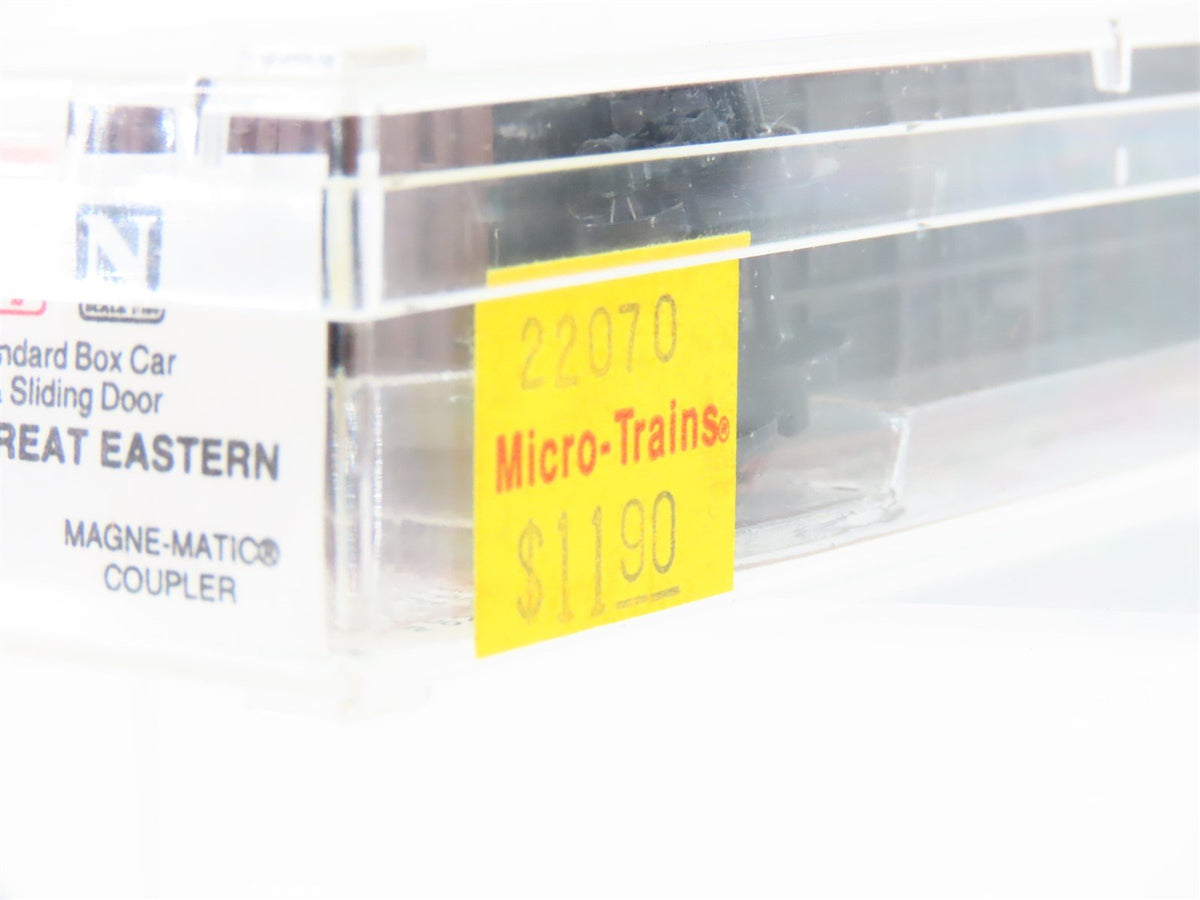 N
SCALE 1:160
ndard Box Car
Sliding Door
REAT EASTERN
MAGNE-MATIC®
COUPLER
22070
Micro-Trains®
$11.90